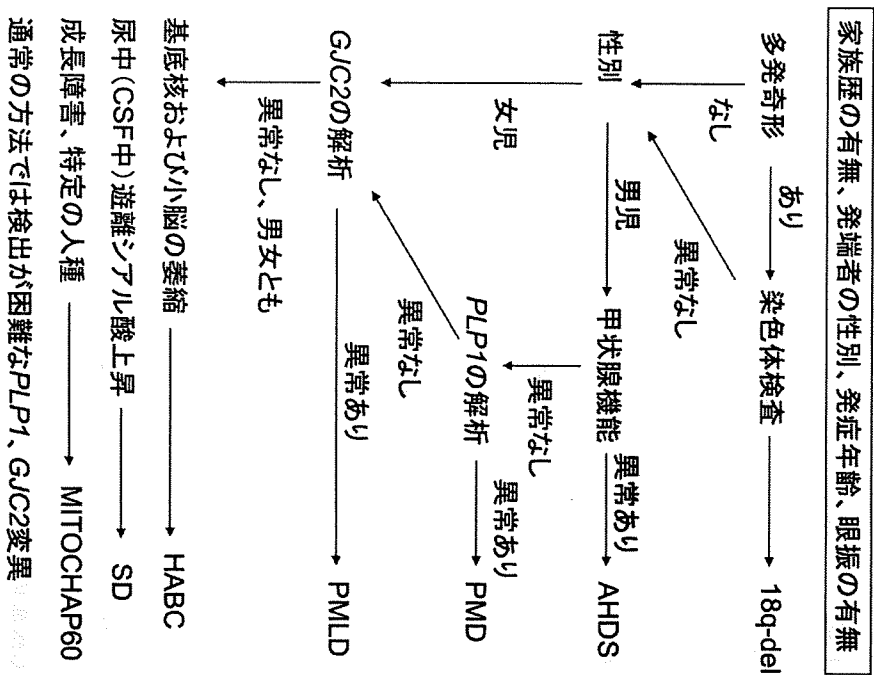 家族歴の有無、発端者の性別、発症年齢、眼振の有無
多発奇形
あり
染色体検査
18q-del
なし
異常なし
性別
男児
甲状腺機能
異常あり
AHDS
女児
異常なし
PLP1の解析
異常あり
PMD
異常なし
GJC2の解析
異常あり
PMLD
異常なし、男女とも
基底核および小脳の萎縮
HABC
尿中(CSF中)遊離シアル酸上昇
SD
成長障害、特定の人種
MITOCHAP60
通常の方法では検出が困難なPLP1、GJC2変異